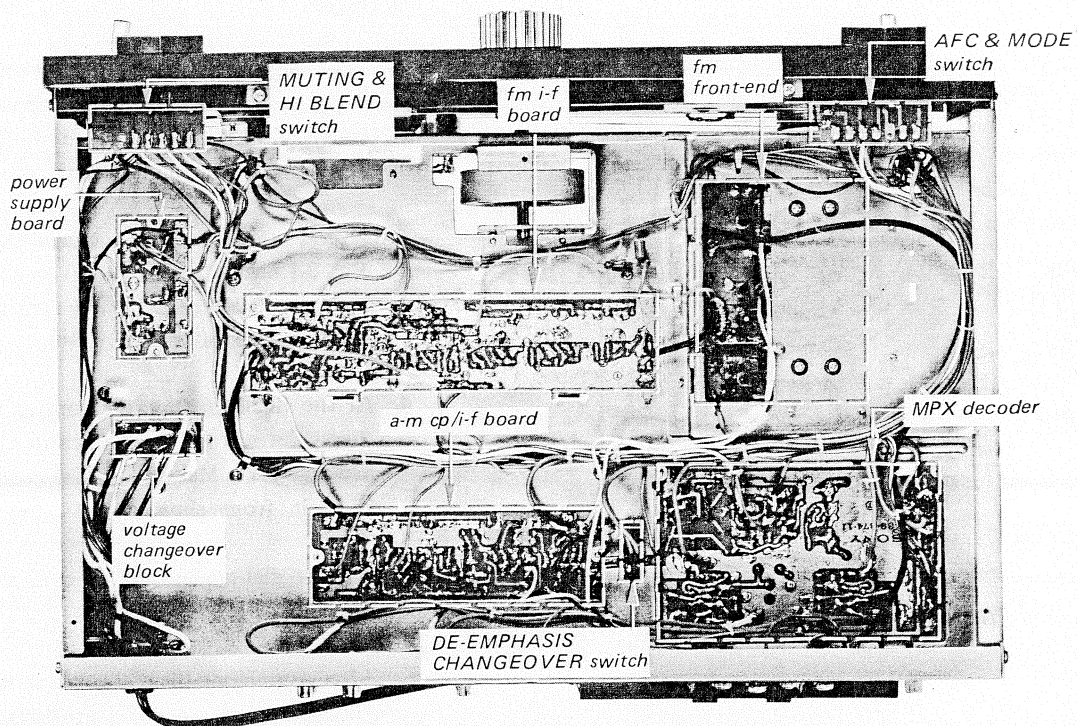 MUTING &
HI BLEND
switch
fm i-f
board
fm
front-end
AFC & MODE
switch
power
supply
board
a-m cp/i-f board
MPX decoder
voltage
changeover
block
DE-EMPHASIS
CHANGEOVER switch
SONY